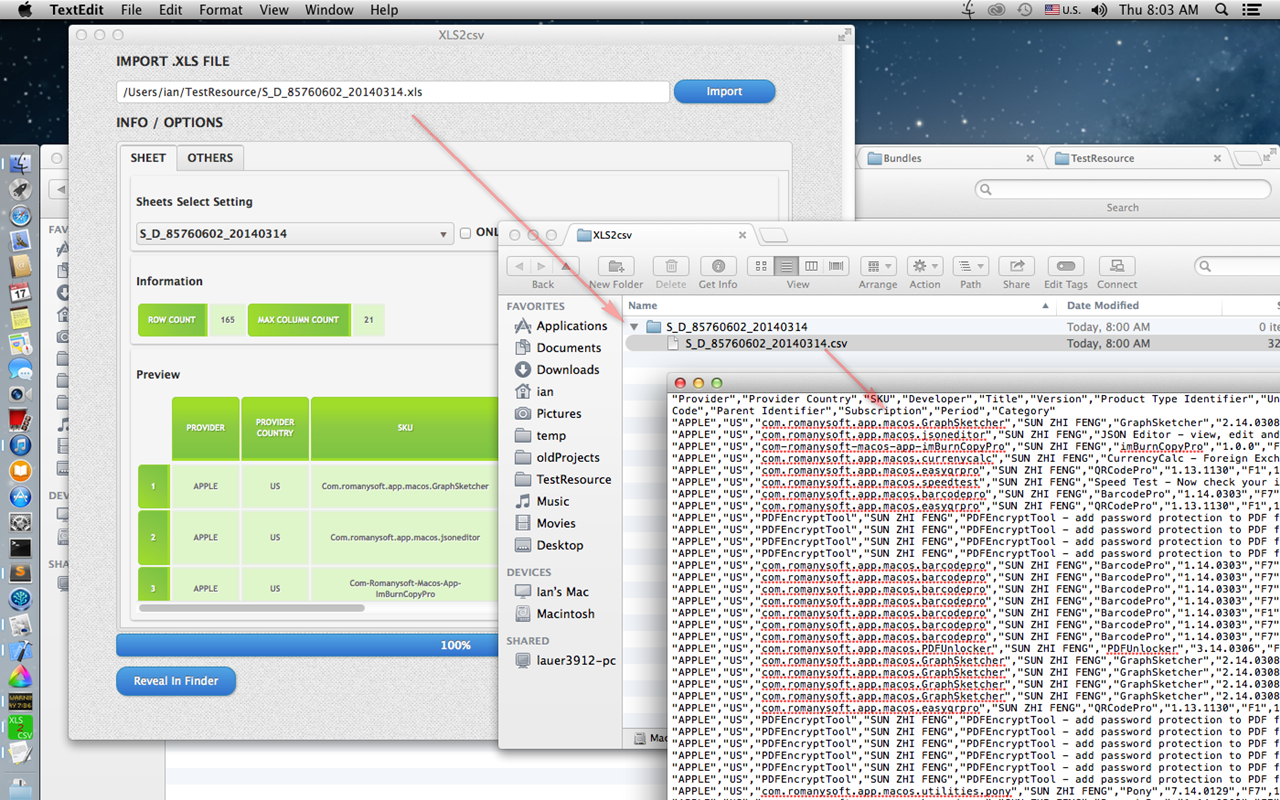 TextEdit File Edit Format View Window Help U.S. Thu 8:03 AM
XLS2csv
IMPORT .XLS FILE
/Users/ian/TestResource/S_D_85760602_20140314.xls Import
INFO / OPTIONS
SHEET OTHERS
Sheets Select Setting
S_D_85760602_20140314
Information
ROW COUNT 165 MAX COLUMN COUNT 21
Preview
PROVIDER PROVIDER COUNTRY SKU
1 APPLE US Com.romanysoft.app.macos.GraphSketcher
2 APPLE US Com.romanysoft.app.macos.jsoneditor
3 APPLE US Com-Romanysoft-Macos-App-
ImBurnCopyPro
100%
Reveal In Finder
Bundles TestResource
Search
XLS2csv
Back New Folder Delete Get Info View Arrange Action Path Share Edit Tags Connect
FAVORITES
Applications
Documents
Downloads
ian
Pictures
temp
oldProjects
TestResource
Music
Movies
Desktop
DEVICES
Ian's Mac
Macintosh
SHARED
lauer3912-pc
Name Date Modified
S_D_85760602_20140314 Today, 8:00 AM
S_D_85760602_20140314.csv Today, 8:00 AM
"Provider","Provider Country","SKU","Developer","Title","Version","Product Type Identifier",
Code","Parent Identifier","Subscription","Period","Category"
"APPLE","US","com.romanysoft.app.macos.GraphSketcher","SUN ZHI FENG","GraphSketcher","2.14.0308
"APPLE","US","com.romanysoft.app.macos.jsoneditor","SUN ZHI FENG","JSON Editor - view, edit and
"APPLE","US","com-romanysoft-macos-app-imBurnCopyPro","SUN ZHI FENG","imBurnCopyPro","1.0.0",
"APPLE","US","com.romanysoft.app.macos.currencycalc","SUN ZHI FENG","CurrencyCalc - Foreign
"APPLE","US","com.romanysoft.app.macos.easyqrpro","SUN ZHI FENG","QRCodePro","1.13.1130","F7"
"APPLE","US","com.romanysoft.app.macos.speedtest","SUN ZHI FENG","Speed Test - Now check your
"APPLE","US","com.romanysoft.app.macos.barcodepro","SUN ZHI FENG","BarcodePro","1.14.0303","F7"
"APPLE","US","com.romanysoft.app.macos.easyqrpro","SUN ZHI FENG","QRCodePro","1.13.1130","F1"
"APPLE","US","PDFEncryptTool","SUN ZHI FENG","PDFEncryptTool - add password protection to PDF
"APPLE","US","PDFEncryptTool","SUN ZHI FENG","PDFEncryptTool - add password protection to PDF
"APPLE","US","PDFEncryptTool","SUN ZHI FENG","PDFEncryptTool - add password protection to PDF
"APPLE","US","PDFEncryptTool","SUN ZHI FENG","PDFEncryptTool - add password protection to PDF
"APPLE","US","com.romanysoft.app.macos.barcodepro","SUN ZHI FENG","BarcodePro","1.14.0303","F7"
"APPLE","US","com.romanysoft.app.macos.barcodepro","SUN ZHI FENG","BarcodePro","1.14.0303","F7"
"APPLE","US","com.romanysoft.app.macos.barcodepro","SUN ZHI FENG","BarcodePro","1.14.0303","F7"
"APPLE","US","com.romanysoft.app.macos.barcodepro","SUN ZHI FENG","BarcodePro","1.14.0303","F7"
"APPLE","US","com.romanysoft.app.macos.barcodepro","SUN ZHI FENG","BarcodePro","1.14.0303","F1"
"APPLE","US","com.romanysoft.app.macos.barcodepro","SUN ZHI FENG","BarcodePro","1.14.0303","F7"
"APPLE","US","com.romanysoft.app.macos.barcodepro","SUN ZHI FENG","BarcodePro","1.14.0303","F7"
"APPLE","US","com.romanysoft.app.macos.PDFUnlocker","SUN ZHI FENG","PDFUnlocker","3.14.0306",
"APPLE","US","com.romanysoft.app.macos.GraphSketcher","SUN ZHI FENG","GraphSketcher","2.14.0308
"APPLE","US","com.romanysoft.app.macos.GraphSketcher","SUN ZHI FENG","GraphSketcher","2.14.0308
"APPLE","US","com.romanysoft.app.macos.GraphSketcher","SUN ZHI FENG","GraphSketcher","2.14.0308
"APPLE","US","com.romanysoft.app.macos.GraphSketcher","SUN ZHI FENG","GraphSketcher","2.14.0308
"APPLE","US","com.romanysoft.app.macos.easyqrpro","SUN ZHI FENG","QRCodePro","1.13.1130","F1"
"APPLE","US","PDFEncryptTool","SUN ZHI FENG","PDFEncryptTool - add password protection to PDF
"APPLE","US","PDFEncryptTool","SUN ZHI FENG","PDFEncryptTool - add password protection to PDF
"APPLE","US","PDFEncryptTool","SUN ZHI FENG","PDFEncryptTool - add password protection to PDF
"APPLE","US","PDFEncryptTool","SUN ZHI FENG","PDFEncryptTool - add password protection to PDF
"APPLE","US","PDFEncryptTool","SUN ZHI FENG","PDFEncryptTool - add password protection to PDF
"APPLE","US","PDFEncryptTool","SUN ZHI FENG","PDFEncryptTool - add password protection to PDF
"APPLE","US","com.romanysoft.app.macos.utilities.pony","SUN ZHI FENG","Pony","7.14.0129","F7"